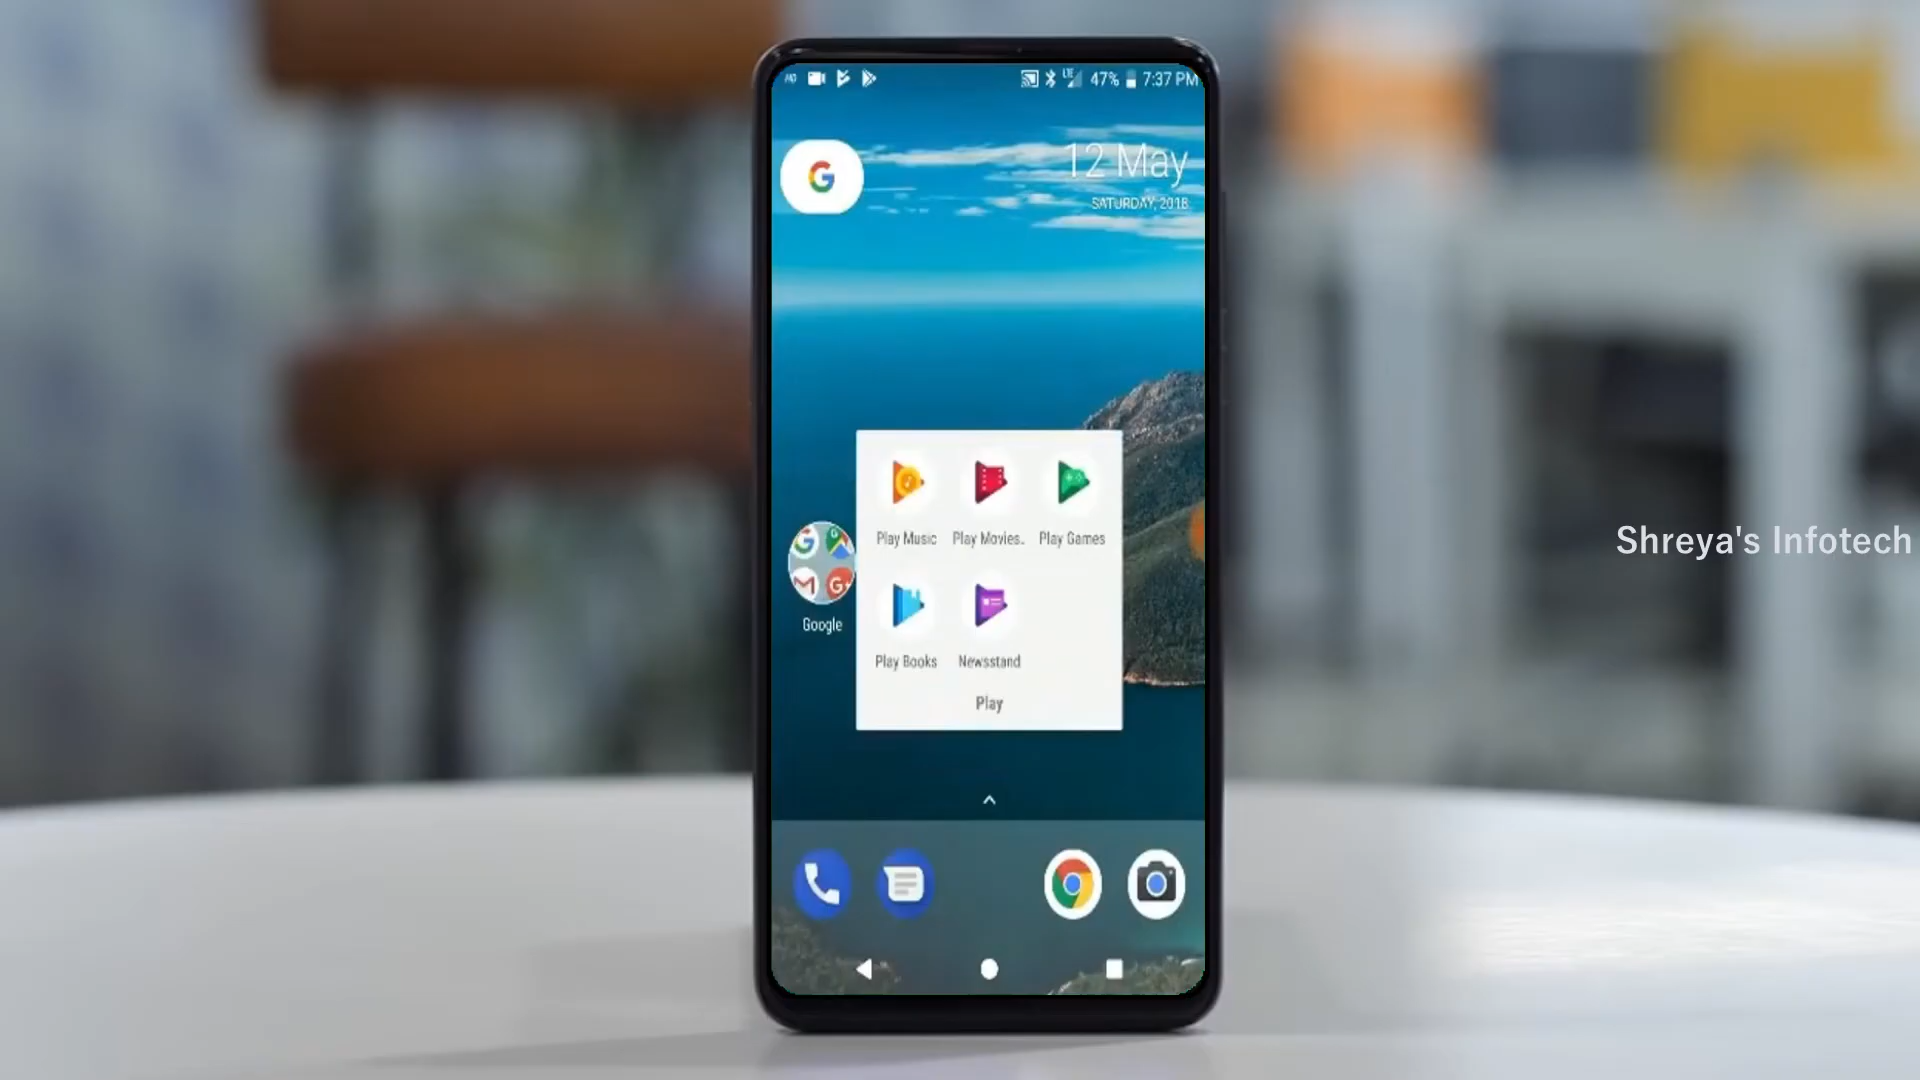 47% 7:37 PM
12 May
SATURDAY, 2018
Play Music Play Movies.. Play Games
Google
Play Books Newsstand
Play
Shreya's Infotech